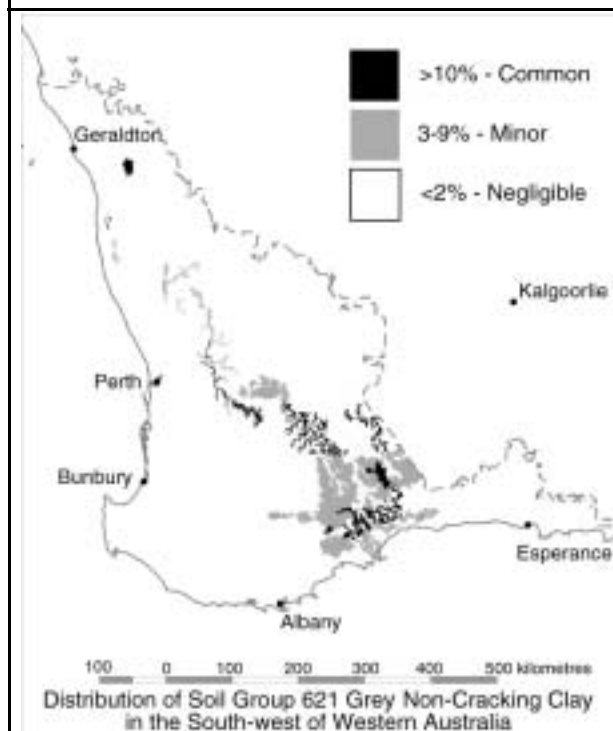 >10% - Common
Geraldton
3-9% - Minor
<2% - Negligible
Kalgoorlie
Perth
Bunbury
Esperance
Albany
100 0 100 200 300 400 500 kilometres
Distribution of Soil Group 621 Grey Non-Cracking Clay
in the South-west of Western Australia